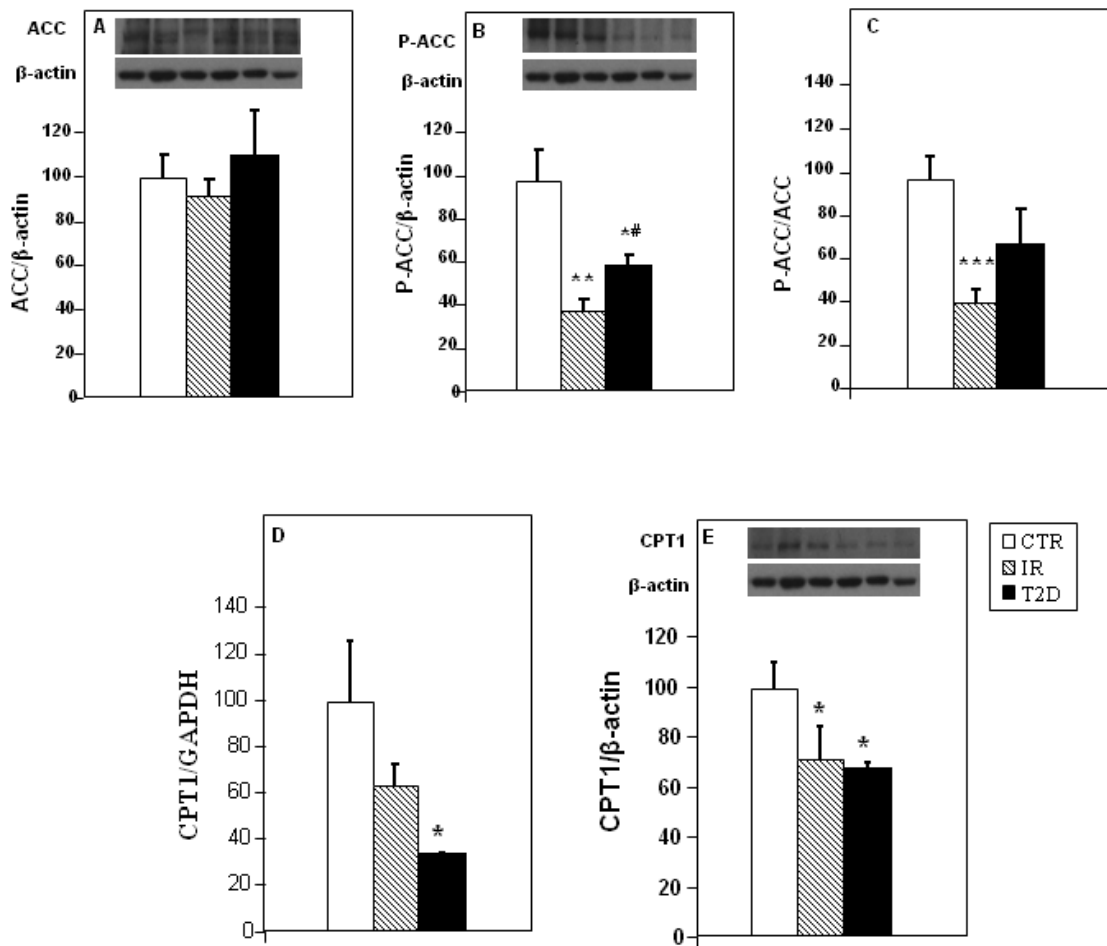 ACC
A
β-actin
ACC/β-actin
120
100
80
60
40
20
0
P-ACC
B
β-actin
P-ACC/β-actin
120
100
80
60
40
20
0
**
*#
C
P-ACC/ACC
140
120
100
80
60
40
20
0
***
D
CPT1/GAPDH
140
120
100
80
60
40
20
0
*
CPT1
E
β-actin
CPT1/β-actin
120
100
80
60
40
20
0
*
*
CTR
IR
T2D